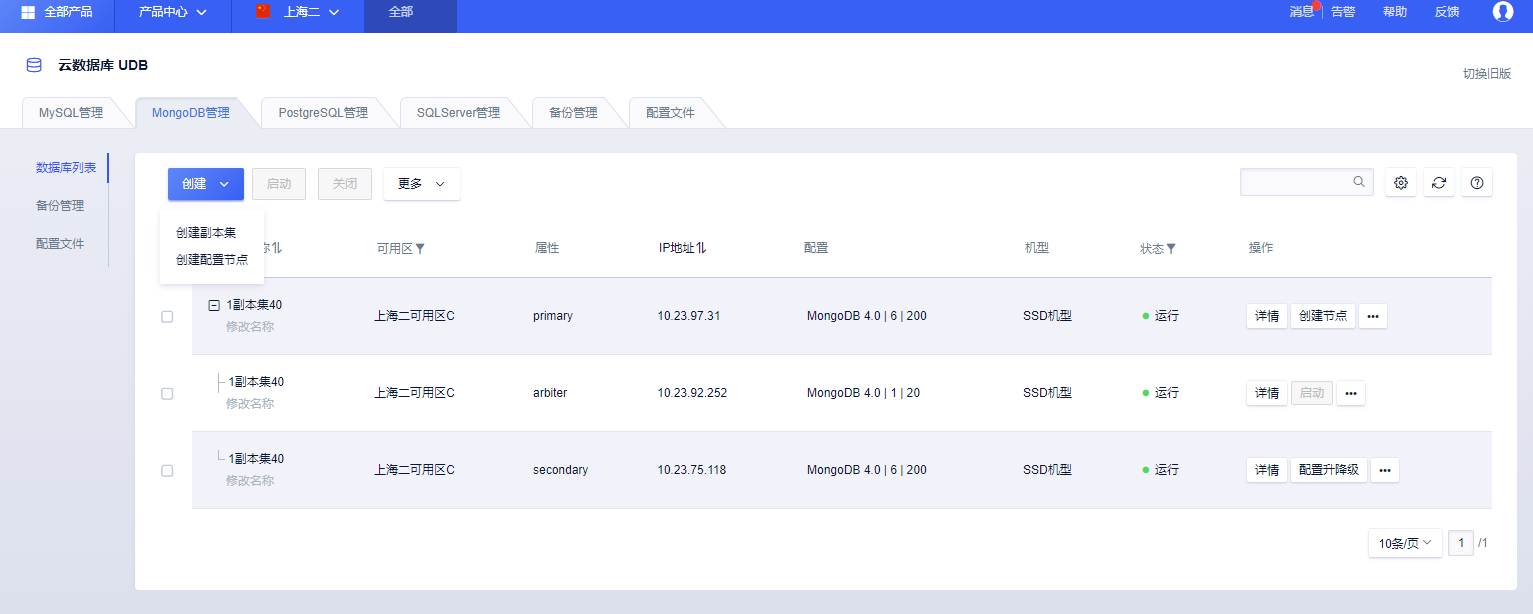 全部产品 产品中心 上海二 全部 消息 告警 帮助 反馈
云数据库 UDB
切换旧版
MySQL管理 MongoDB管理 PostgreSQL管理 SQLServer管理 备份管理 配置文件
数据库列表
备份管理
配置文件
创建 启动 关闭 更多
创建副本集
创建配置节点
可用区 属性 IP地址 配置 机型 状态 操作
1副本集40 上海二可用区C primary 10.23.97.31 MongoDB 4.0 | 6 | 200 SSD机型 运行 详情 创建节点 •••
修改名称
1副本集40 上海二可用区C arbiter 10.23.92.252 MongoDB 4.0 | 1 | 20 SSD机型 运行 详情 启动 •••
修改名称
1副本集40 上海二可用区C secondary 10.23.75.118 MongoDB 4.0 | 6 | 200 SSD机型 运行 详情 配置升降级 •••
修改名称
10条/页 1 /1